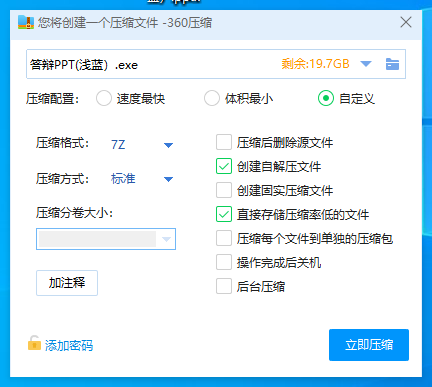 您将创建一个压缩文件 -360压缩
答辩PPT(浅蓝）.exe
剩余:19.7GB
压缩配置：
速度最快
体积最小
自定义
压缩格式：
7Z
压缩方式：
标准
压缩分卷大小：
加注释
压缩后删除源文件
创建自解压文件
创建固实压缩文件
直接存储压缩率低的文件
压缩每个文件到单独的压缩包
操作完成后关机
后台压缩
添加密码
立即压缩